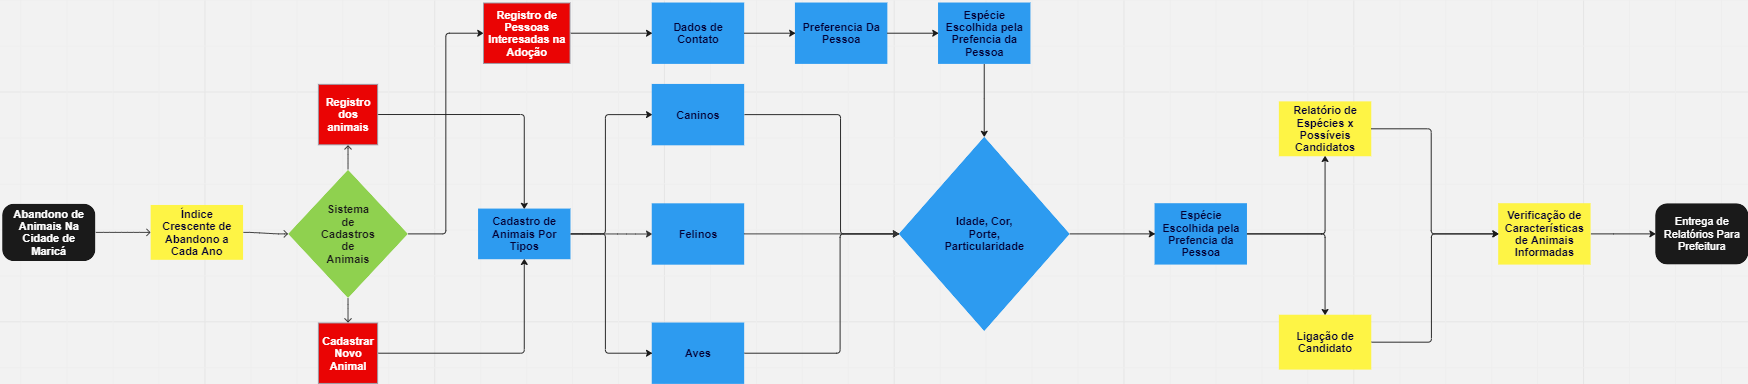 Abandono de
Animais Na
Cidade de
Maricá
Índice
Crescente de
Abandono a
Cada Ano
Sistema
de
Cadastros
de
Animais
Registro
dos
animais
Cadastrar
Novo
Animal
Registro de
Pessoas
Interesadas na
Adoção
Dados de
Contato
Preferencia Da
Pessoa
Espécie
Escolhida pela
Prefencia da
Pessoa
Cadastro de
Animais Por
Tipos
Caninos
Felinos
Aves
Idade, Cor,
Porte,
Particularidade
Espécie
Escolhida pela
Prefencia da
Pessoa
Relatório de
Espécies x
Possíveis
Candidatos
Ligação de
Candidato
Verificação de
Características
de Animais
Informadas
Entrega de
Relatórios Para
Prefeitura